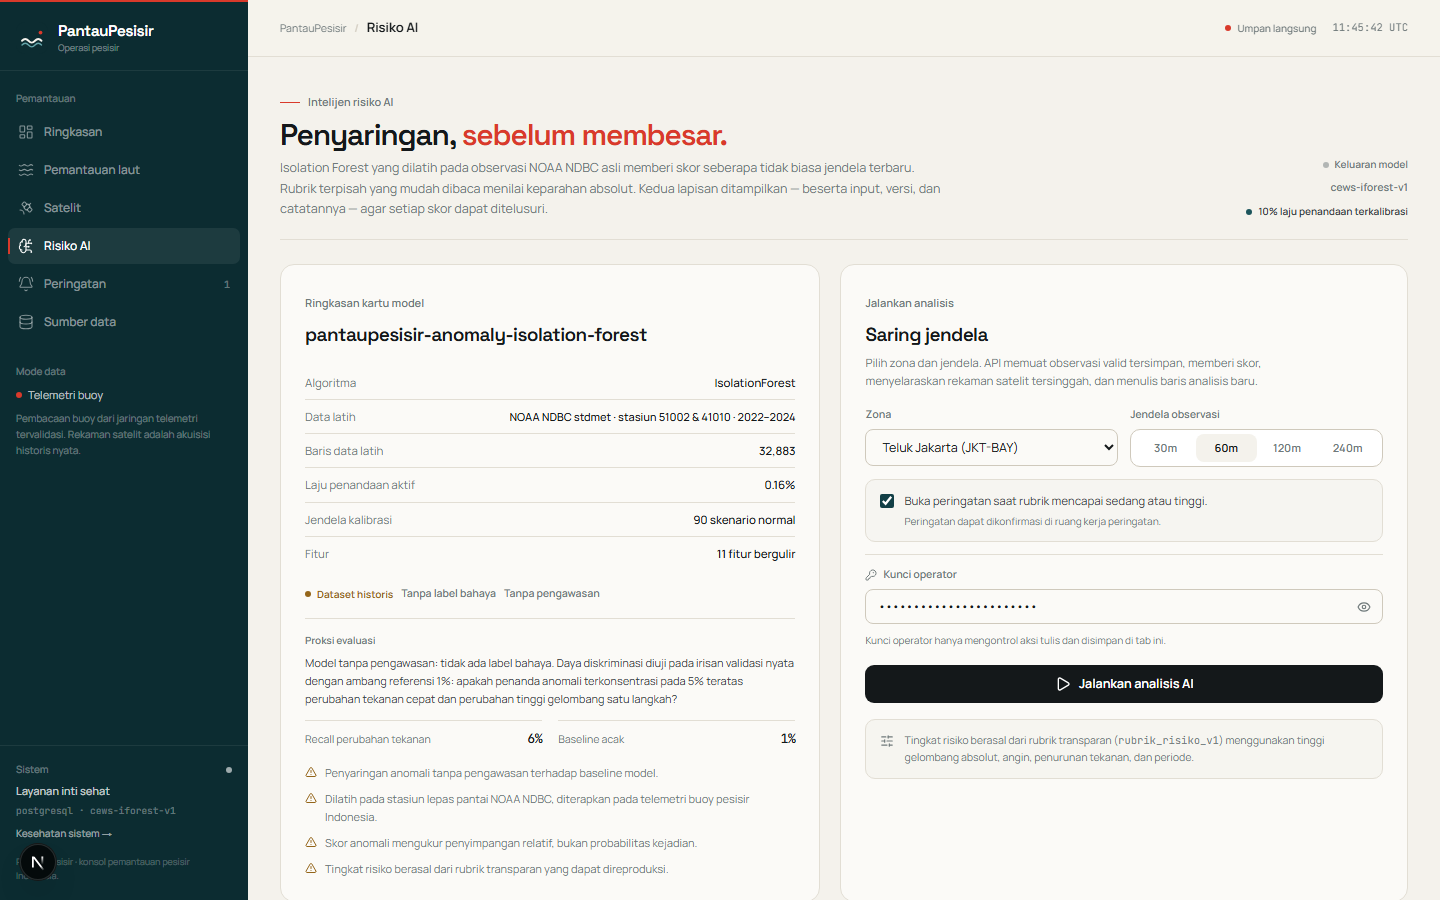 PantauPesisir
Operasi pesisir
Pemantauan
Ringkasan
Pemantauan laut
Satelit
Risiko AI
Peringatan 1
Sumber data
Mode data
Telemetri buoy
Pembacaan buoy dari jaringan telemetri
tervalidasi. Rekaman satelit adalah akuisisi
historis nyata.
Sistem
Layanan inti sehat
postgresql · cews-iforest-v1
Kesehatan sistem →
sisir · konsol pemantauan pesisir
N
PantauPesisir / Risiko AI
Umpan langsung 11:45:42 UTC
Intelijen risiko AI
Penyaringan, sebelum membesar.
Isolation Forest yang dilatih pada observasi NOAA NDBC asli memberi skor seberapa tidak biasa jendela terbaru.
Rubrik terpisah yang mudah dibaca menilai keparahan absolut. Kedua lapisan ditampilkan — beserta input, versi, dan
catatannya — agar setiap skor dapat ditelusuri.
Keluaran model
cews-iforest-v1
10% laju penandaan terkalibrasi
Ringkasan kartu model
pantaupesisir-anomaly-isolation-forest
Algoritma IsolationForest
Data latih NOAA NDBC stdmet · stasiun 51002 & 41010 · 2022–2024
Baris data latih 32,883
Laju penandaan aktif 0.16%
Jendela kalibrasi 90 skenario normal
Fitur 11 fitur bergulir
Dataset historis Tanpa label bahaya Tanpa pengawasan
Proksi evaluasi
Model tanpa pengawasan: tidak ada label bahaya. Daya diskriminasi diuji pada irisan validasi nyata
dengan ambang referensi 1%: apakah penanda anomali terkonsentrasi pada 5% teratas
perubahan tekanan cepat dan perubahan tinggi gelombang satu langkah?
Recall perubahan tekanan 6% Baseline acak 1%
Penyaringan anomali tanpa pengawasan terhadap baseline model.
Dilatih pada stasiun lepas pantai NOAA NDBC, diterapkan pada telemetri buoy pesisir
Indonesia.
Skor anomali mengukur penyimpangan relatif, bukan probabilitas kejadian.
Tingkat risiko berasal dari rubrik transparan yang dapat direproduksi.
Jalankan analisis
Saring jendela
Pilih zona dan jendela. API memuat observasi valid tersimpan, memberi skor,
menyelaraskan rekaman satelit tersinggah, dan menulis baris analisis baru.
Zona Jendela observasi
Teluk Jakarta (JKT-BAY) 30m 60m 120m 240m
Buka peringatan saat rubrik mencapai sedang atau tinggi.
Peringatan dapat dikonfirmasi di ruang kerja peringatan.
Kunci operator
•••••••••••••••••••••••
Kunci operator hanya mengontrol aksi tulis dan disimpan di tab ini.
Jalankan analisis AI
Tingkat risiko berasal dari rubrik transparan (rubrik_risiko_v1) menggunakan tinggi
gelombang absolut, angin, penurunan tekanan, dan periode.